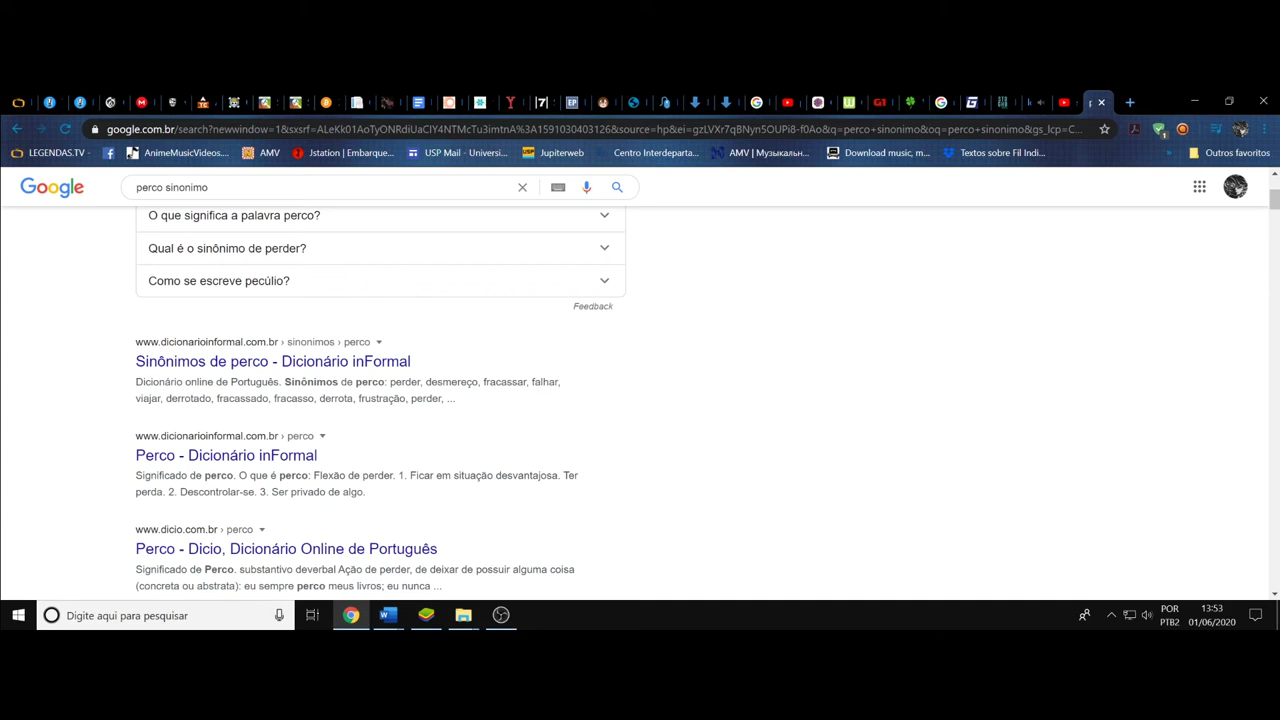 google.com.br/search?newwindow=1&sxsrf=ALeKk01AoTyONRdiUaCIY4NTMcTu3imtnA%3A1591030403126&source=hp&ei=gzLVXr7qBNyn5OUPi8-f0Ao&q=perco+sinonimo&oq=perco+sinonimo&gs_lcp=C...
LEGENDAS.TV
AnimeMusicVideos....
AMV
Jstation | Embarque...
USP Mail - Universi...
Jupiterweb
Centro Interdeparta...
AMV | Музыкальн...
Download music, m...
Textos sobre Fil Indi...
»
Outros favoritos
Google
perco sinonimo
O que significa a palavra perco?
Qual é o sinônimo de perder?
Como se escreve pecúlio?
Feedback
www.dicionarioinformal.com.br › sinonimos › perco
Sinônimos de perco - Dicionário inFormal
Dicionário online de Português. Sinônimos de perco: perder, desmereço, fracassar, falhar,
viajar, derrotado, fracassado, fracasso, derrota, frustração, perder, ...
www.dicionarioinformal.com.br › perco
Perco - Dicionário inFormal
Significado de perco. O que é perco: Flexão de perder. 1. Ficar em situação desvantajosa. Ter
perda. 2. Descontrolar-se. 3. Ser privado de algo.
www.dicio.com.br › perco
Perco - Dicio, Dicionário Online de Português
Significado de Perco. substantivo deverbal Ação de perder, de deixar de possuir alguma coisa
(concreta ou abstrata): eu sempre perco meus livros; eu nunca ...
Digite aqui para pesquisar
POR
PTB2
13:53
01/06/2020